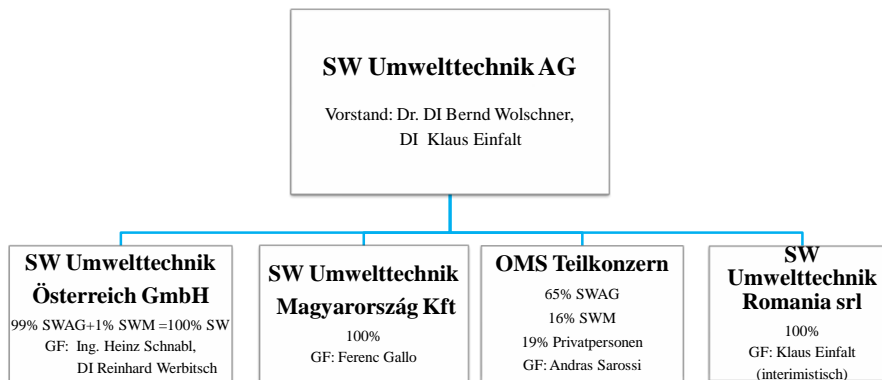 SW Umwelttechnik AG
Vorstand: Dr. DI Bernd Wolschner,
DI Klaus Einfalt
SW Umwelttechnik
Österreich GmbH
99% SWAG+1% SWM =100% SW
GF: Ing. Heinz Schnabl,
DI Reinhard Werbitsch
SW Umwelttechnik
Magyarország Kft
100%
GF: Ferenc Gallo
OMS Teilkonzern
65% SWAG
16% SWM
19% Privatpersonen
GF: Andras Sarossi
SW
Umwelttechnik
Romania srl
100%
GF: Klaus Einfalt
(interimistisch)